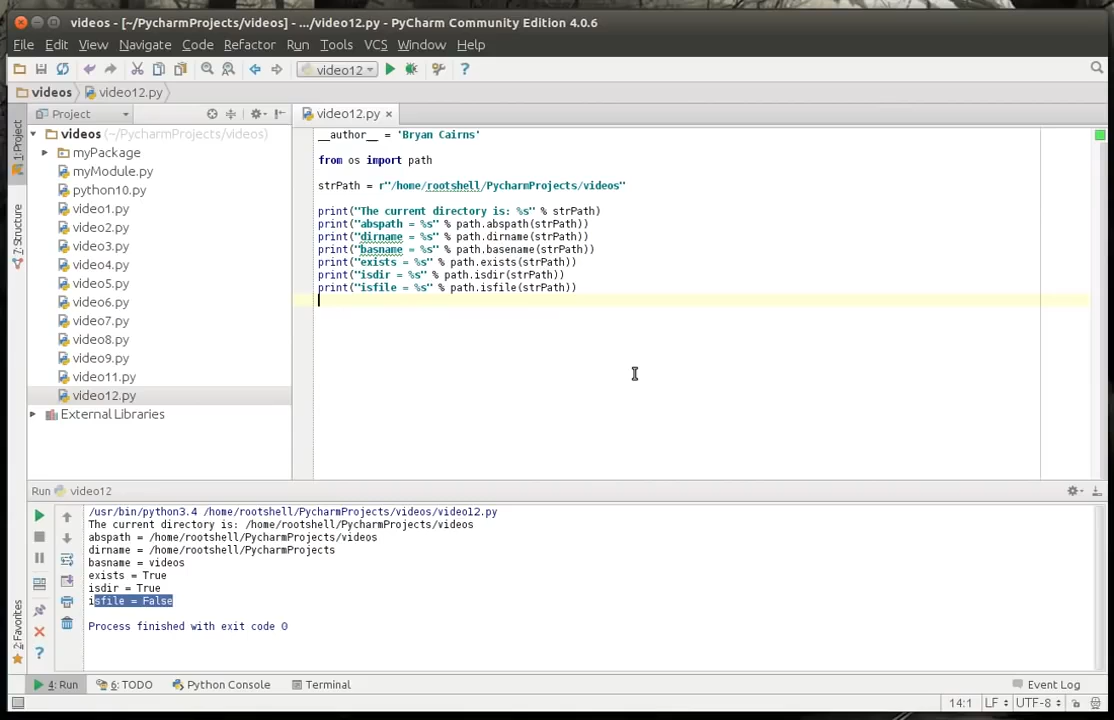 videos - [~/PycharmProjects/videos] - .../video12.py - PyCharm Community Edition 4.0.6
File Edit View Navigate Code Refactor Run Tools VCS Window Help
video12
videos video12.py
Project
video12.py
1: Project
7: Structure
2: Favorites
videos (~/PycharmProjects/videos)
myPackage
myModule.py
python10.py
video1.py
video2.py
video3.py
video4.py
video5.py
video6.py
video7.py
video8.py
video9.py
video11.py
video12.py
External Libraries
__author__ = 'Bryan Cairns'
from os import path
strPath = r"/home/rootshell/PycharmProjects/videos"
print("The current directory is: %s" % strPath)
print("abspath = %s" % path.abspath(strPath))
print("dirname = %s" % path.dirname(strPath))
print("basname = %s" % path.basename(strPath))
print("exists = %s" % path.exists(strPath))
print("isdir = %s" % path.isdir(strPath))
print("isfile = %s" % path.isfile(strPath))
Run video12
/usr/bin/python3.4 /home/rootshell/PycharmProjects/videos/video12.py
The current directory is: /home/rootshell/PycharmProjects/videos
abspath = /home/rootshell/PycharmProjects/videos
dirname = /home/rootshell/PycharmProjects
basname = videos
exists = True
isdir = True
isfile = False
Process finished with exit code 0
4: Run 6: TODO Python Console Terminal Event Log
14:1 LF UTF-8